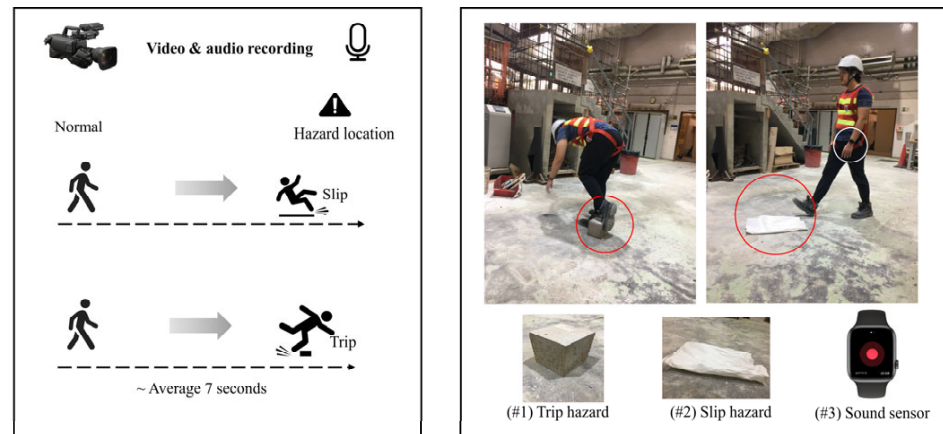 Video & audio recording
Normal
Hazard location
Slip
Trip
~ Average 7 seconds
(#1) Trip hazard
(#2) Slip hazard
(#3) Sound sensor